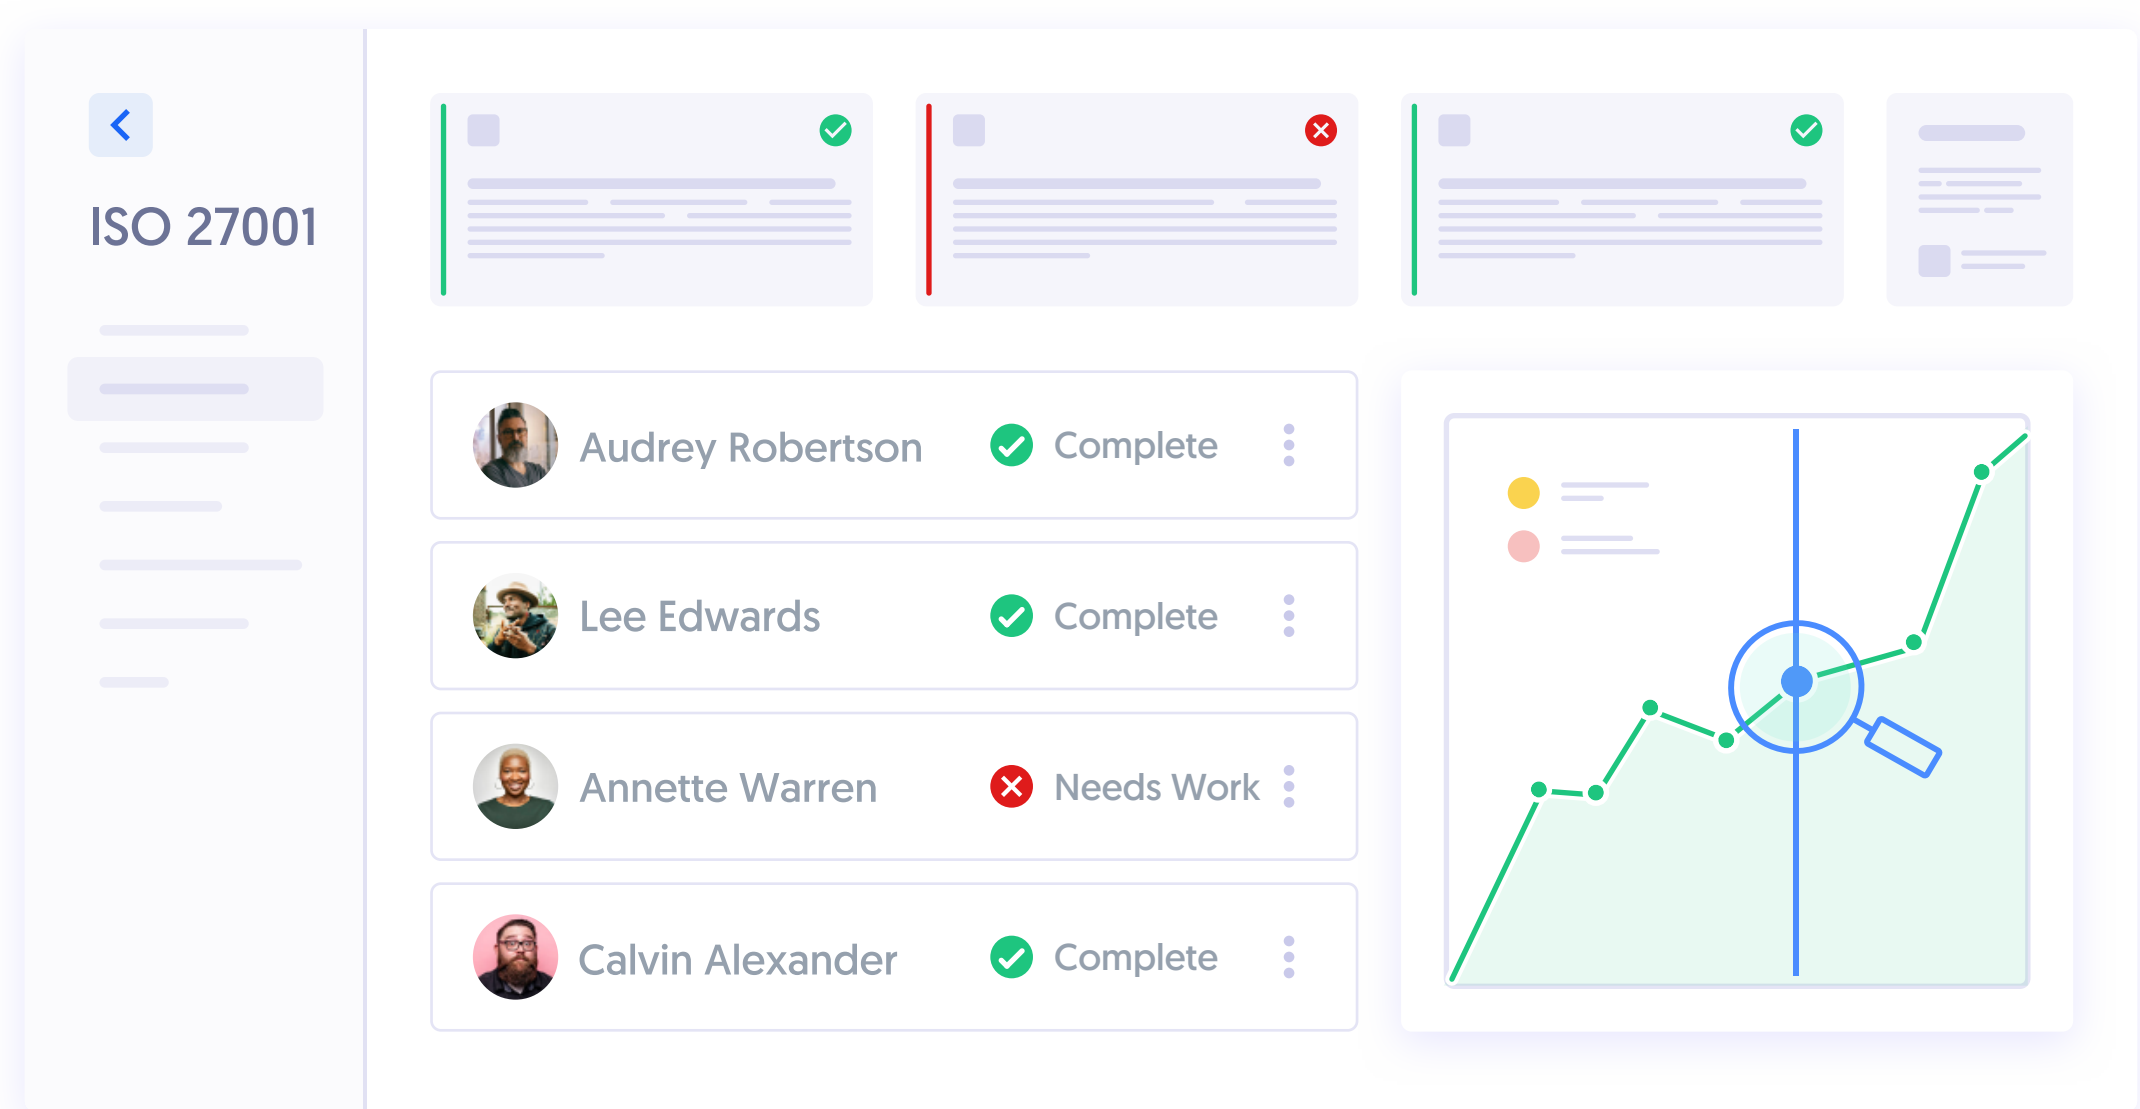 ISO 27001
Audrey Robertson
Complete
Lee Edwards
Complete
Annette Warren
Needs Work
Calvin Alexander
Complete